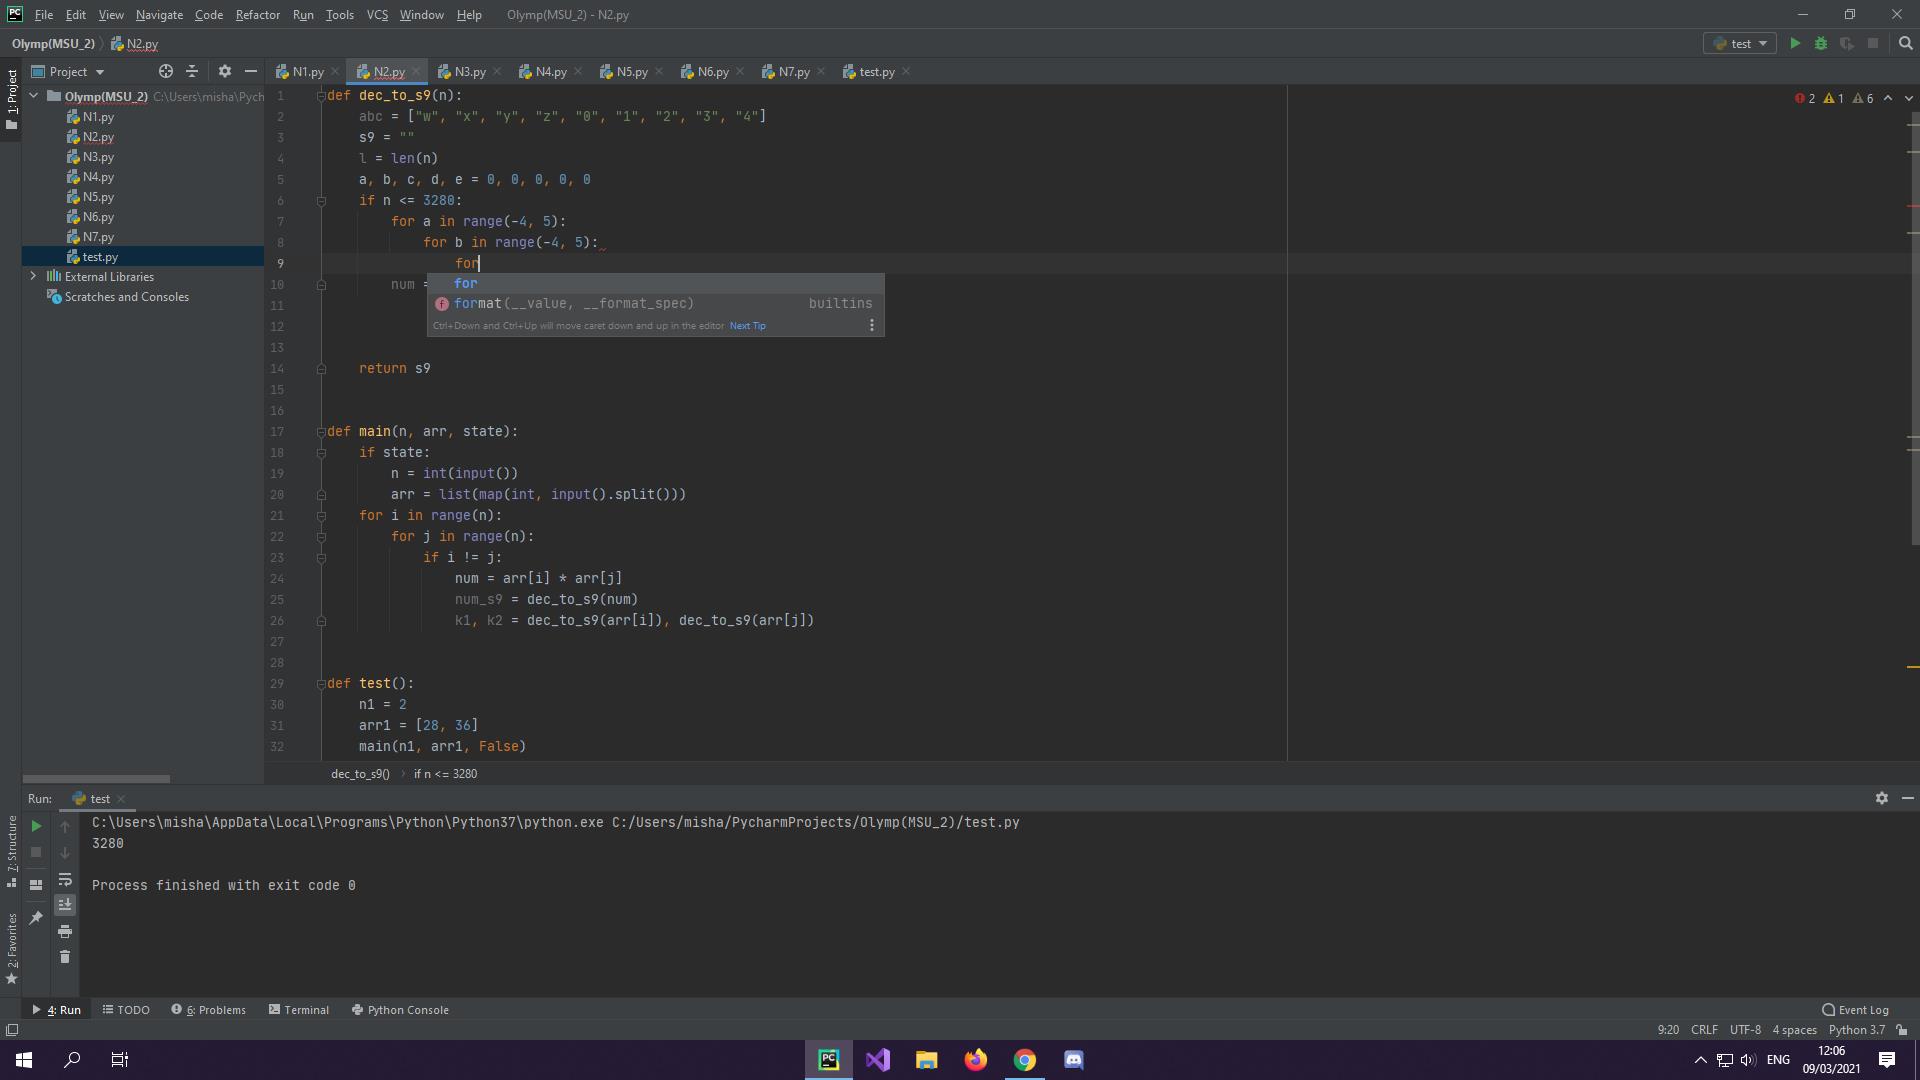 PC File Edit View Navigate Code Refactor Run Tools VCS Window Help Olymp(MSU_2) - N2.py
Olymp(MSU_2) N2.py test
1: Project
Project
N1.py N2.py N3.py N4.py N5.py N6.py N7.py test.py
Olymp(MSU_2) C:\Users\misha\Pych
N1.py
N2.py
N3.py
N4.py
N5.py
N6.py
N7.py
test.py
External Libraries
Scratches and Consoles
2 1 6
1 def dec_to_s9(n):
2 abc = ["w", "x", "y", "z", "0", "1", "2", "3", "4"]
3 s9 = ""
4 l = len(n)
5 a, b, c, d, e = 0, 0, 0, 0, 0
6 if n <= 3280:
7 for a in range(-4, 5):
8 for b in range(-4, 5):
9 for
10 num =
for
f format(__value, __format_spec) builtins
Ctrl+Down and Ctrl+Up will move caret down and up in the editor Next Tip
11
12
13
14 return s9
15
16
17 def main(n, arr, state):
18 if state:
19 n = int(input())
20 arr = list(map(int, input().split()))
21 for i in range(n):
22 for j in range(n):
23 if i != j:
24 num = arr[i] * arr[j]
25 num_s9 = dec_to_s9(num)
26 k1, k2 = dec_to_s9(arr[i]), dec_to_s9(arr[j])
27
28
29 def test():
30 n1 = 2
31 arr1 = [28, 36]
32 main(n1, arr1, False)
dec_to_s9() if n <= 3280
Run: test
C:\Users\misha\AppData\Local\Programs\Python\Python37\python.exe C:/Users/misha/PycharmProjects/Olymp(MSU_2)/test.py
3280
Process finished with exit code 0
7: Structure
2: Favorites
4: Run TODO 6: Problems Terminal Python Console Event Log
9:20 CRLF UTF-8 4 spaces Python 3.7
PC ENG 12:06
09/03/2021